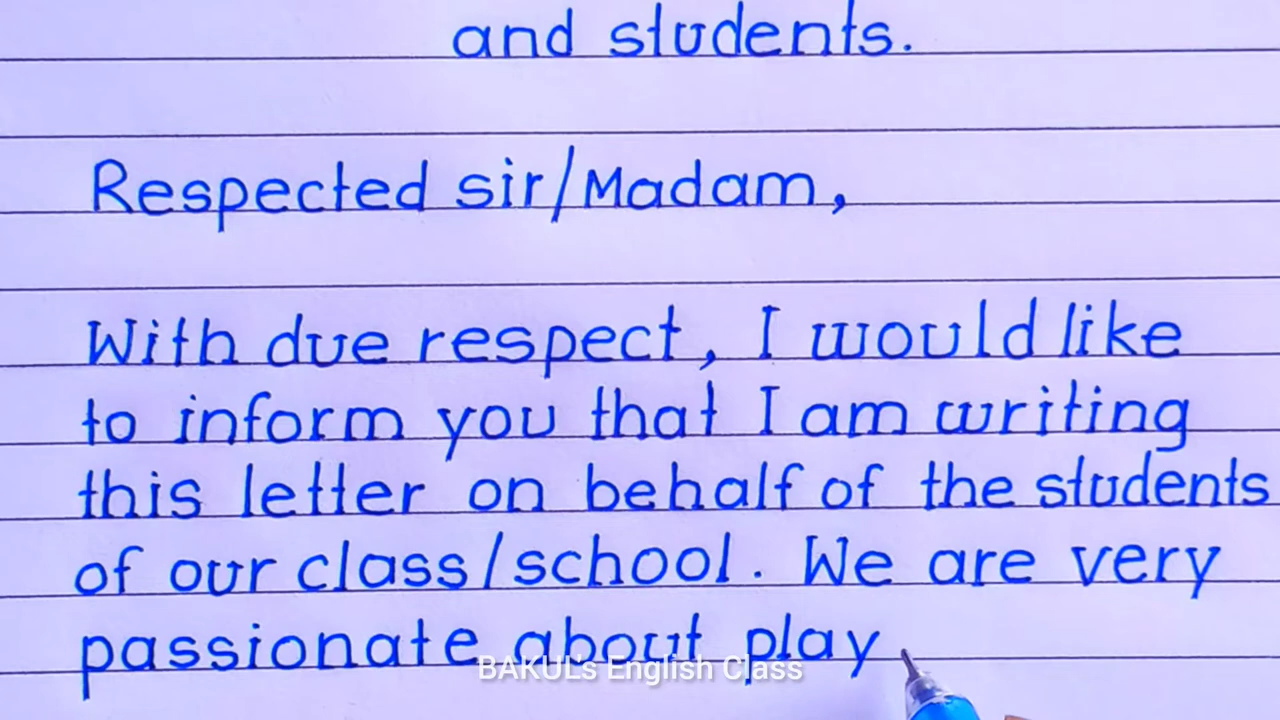 and students.
Respected sir/Madam,
With due respect, I would like
to inform you that I am writing
this letter on behalf of the students
of our class/school. We are very
passionate about play
BAKUL's English Class